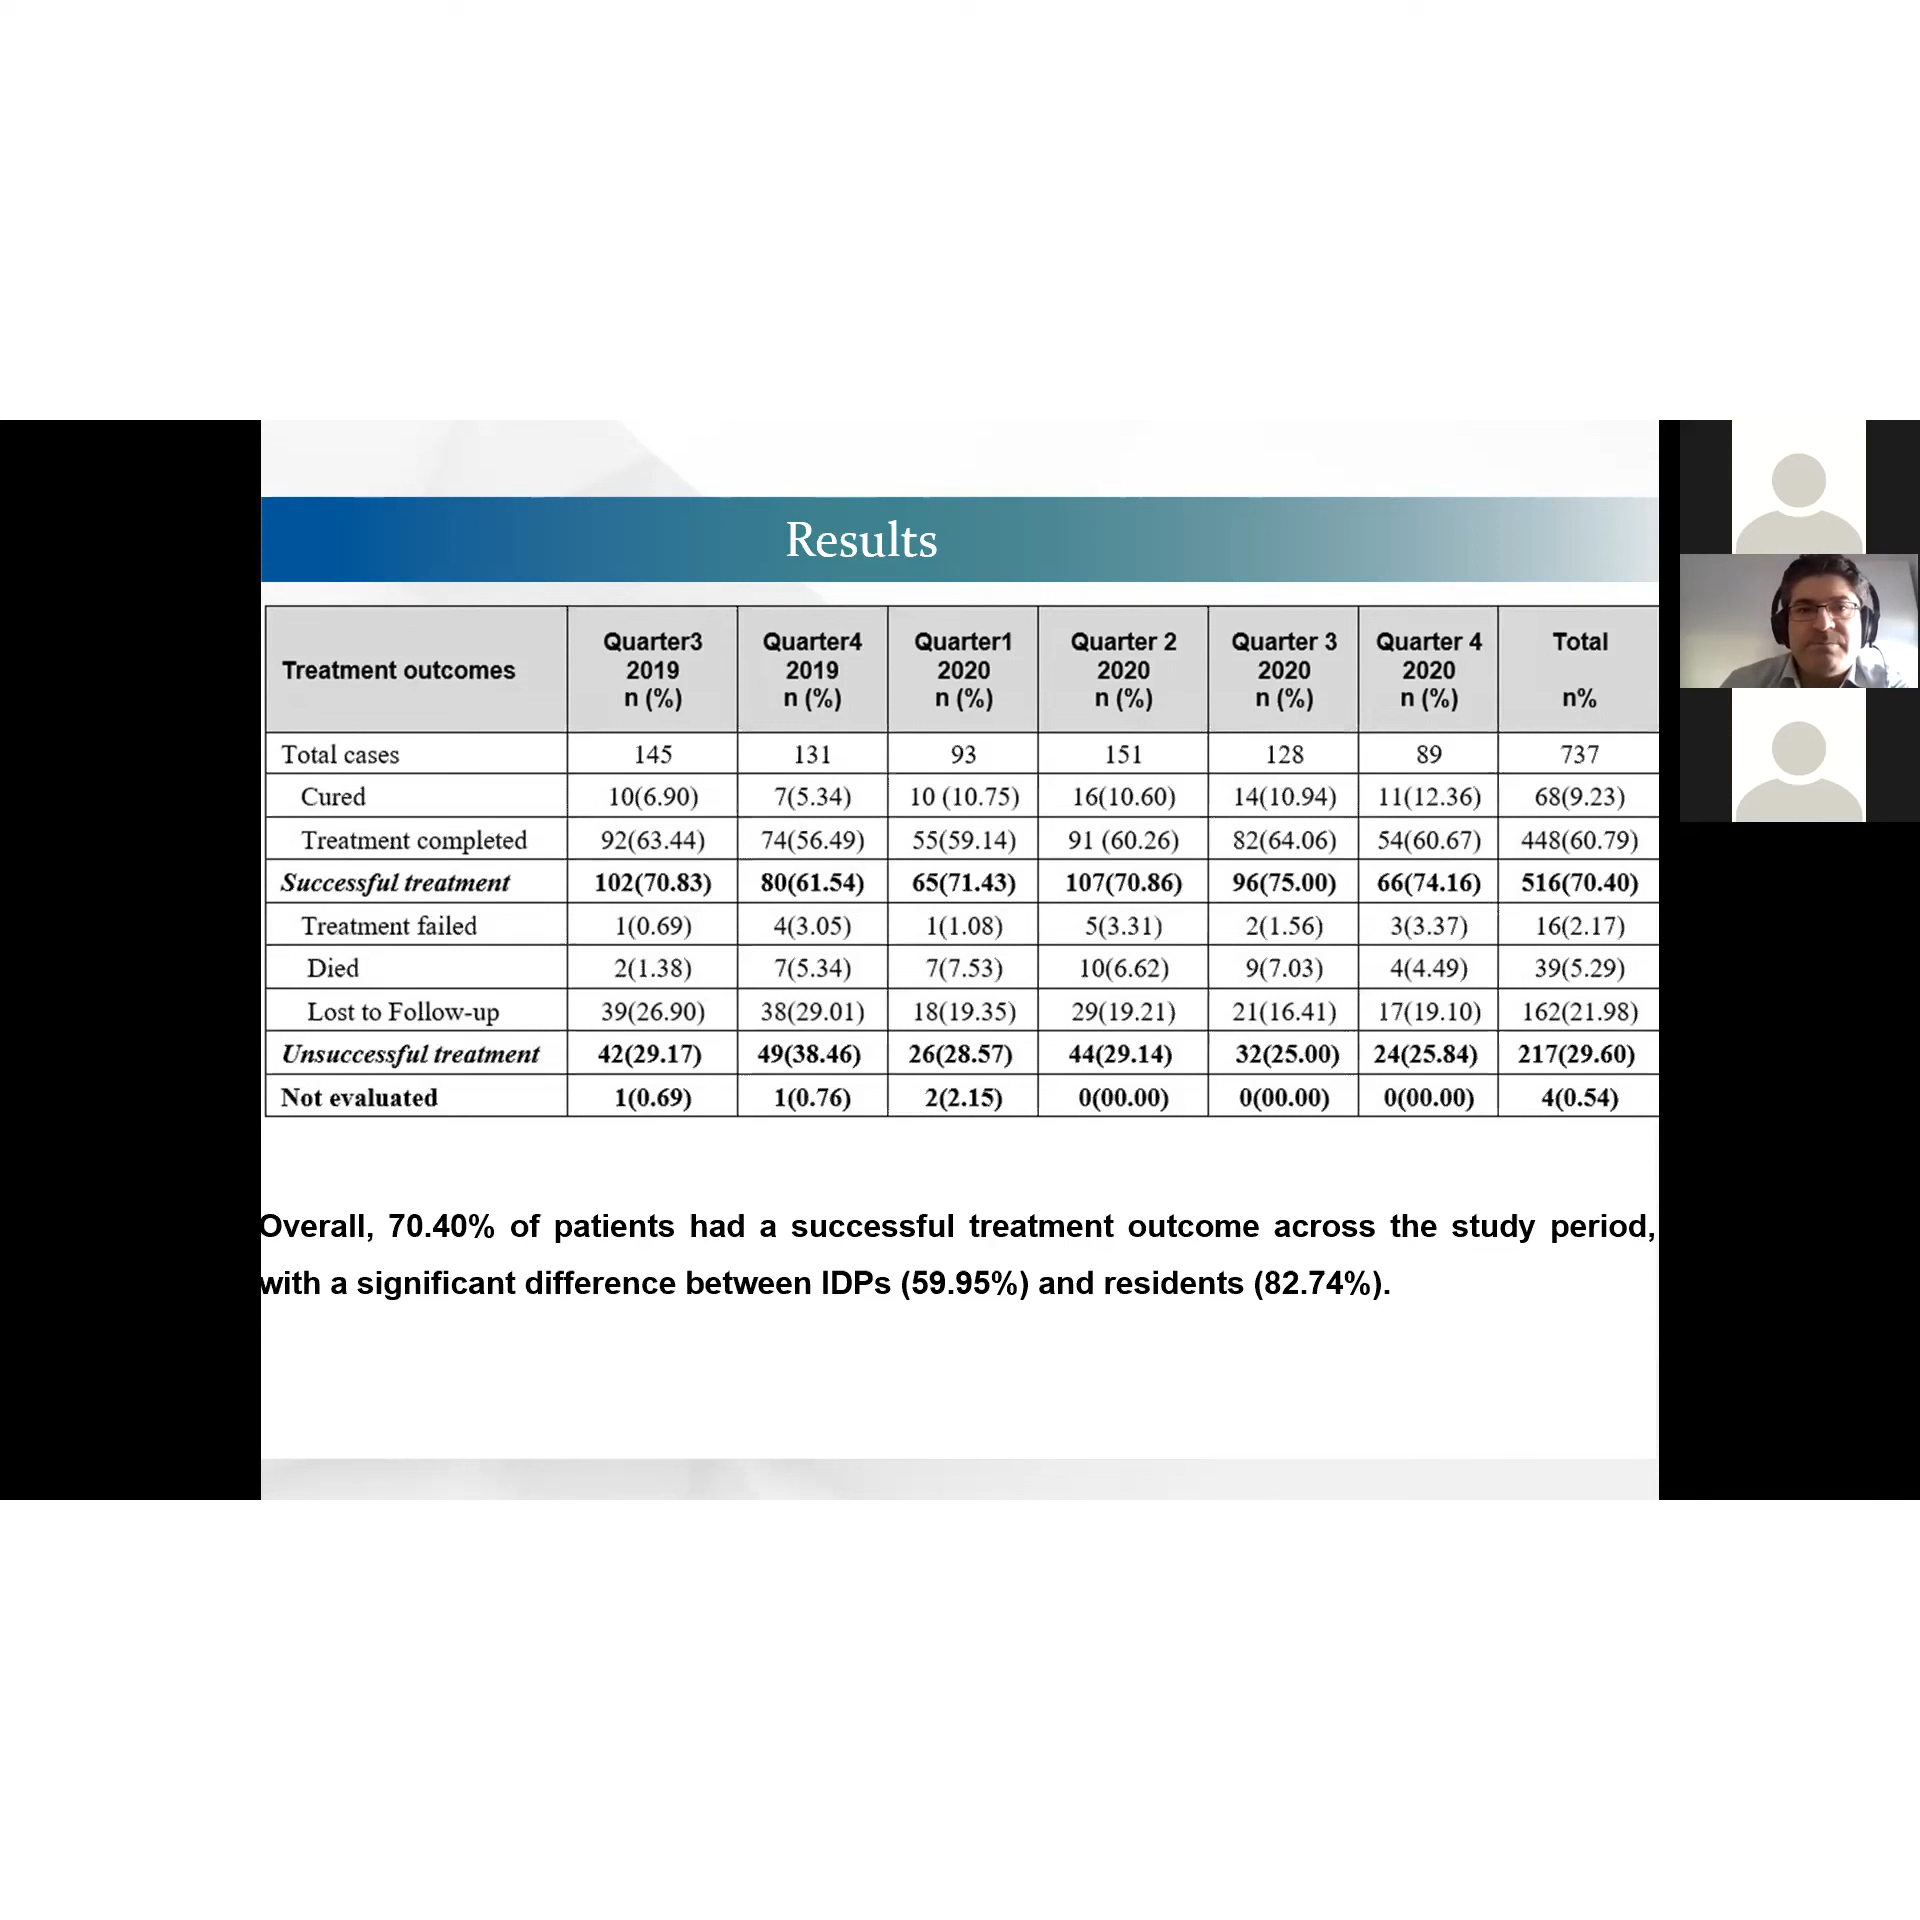 Results
Treatment outcomes Quarter3 2019 n (%) Quarter4 2019 n (%) Quarter1 2020 n (%) Quarter 2 2020 n (%) Quarter 3 2020 n (%) Quarter 4 2020 n (%) Total n%
Total cases 145 131 93 151 128 89 737
Cured 10(6.90) 7(5.34) 10 (10.75) 16(10.60) 14(10.94) 11(12.36) 68(9.23)
Treatment completed 92(63.44) 74(56.49) 55(59.14) 91 (60.26) 82(64.06) 54(60.67) 448(60.79)
Successful treatment 102(70.83) 80(61.54) 65(71.43) 107(70.86) 96(75.00) 66(74.16) 516(70.40)
Treatment failed 1(0.69) 4(3.05) 1(1.08) 5(3.31) 2(1.56) 3(3.37) 16(2.17)
Died 2(1.38) 7(5.34) 7(7.53) 10(6.62) 9(7.03) 4(4.49) 39(5.29)
Lost to Follow-up 39(26.90) 38(29.01) 18(19.35) 29(19.21) 21(16.41) 17(19.10) 162(21.98)
Unsuccessful treatment 42(29.17) 49(38.46) 26(28.57) 44(29.14) 32(25.00) 24(25.84) 217(29.60)
Not evaluated 1(0.69) 1(0.76) 2(2.15) 0(00.00) 0(00.00) 0(00.00) 4(0.54)
Overall, 70.40% of patients had a successful treatment outcome across the study period,
with a significant difference between IDPs (59.95%) and residents (82.74%).